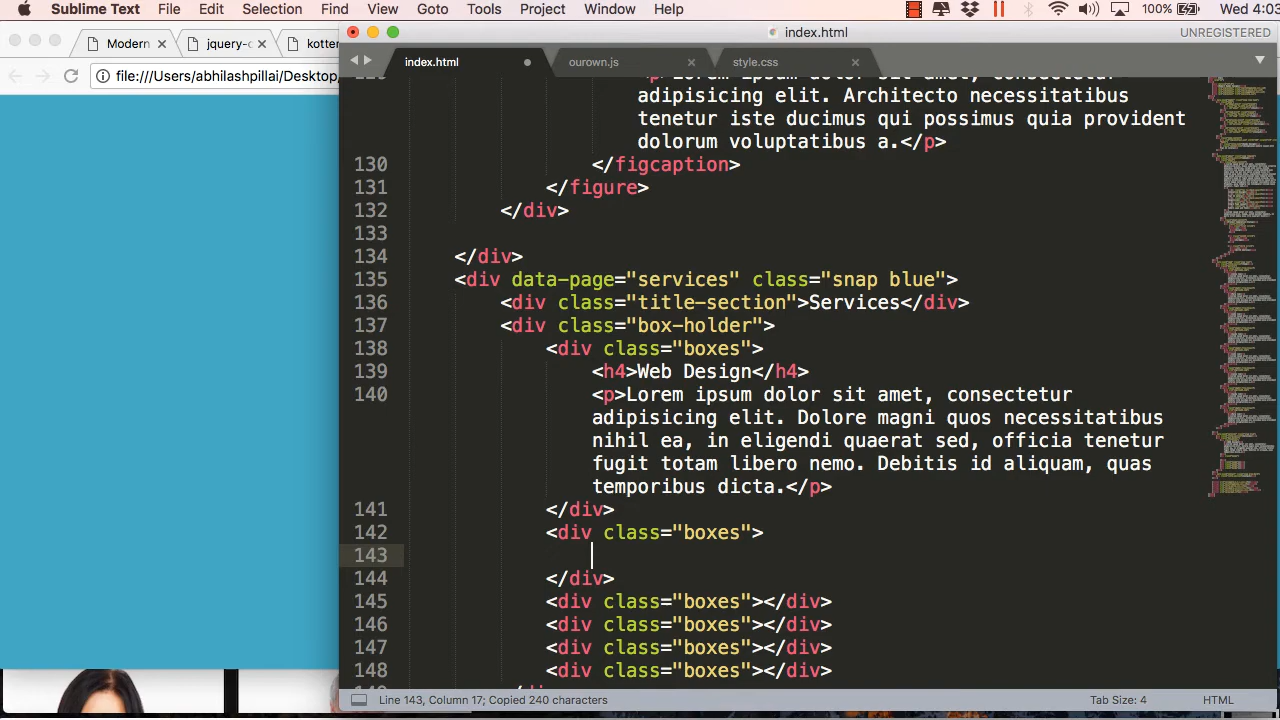 Sublime Text File Edit Selection Find View Goto Tools Project Window Help 100% Wed 4:03
Modern jquery-c kotter
file:///Users/abhilashpillai/Desktop/
index.html
UNREGISTERED
index.html ourown.js style.css
adipisicing elit. Architecto necessitatibus
tenetur iste ducimus qui possimus quia provident
dolorum voluptatibus a.</p>
130 </figcaption>
131 </figure>
132 </div>
133
134 </div>
135 <div data-page="services" class="snap blue">
136 <div class="title-section">Services</div>
137 <div class="box-holder">
138 <div class="boxes">
139 <h4>Web Design</h4>
140 <p>Lorem ipsum dolor sit amet, consectetur
adipisicing elit. Dolore magni quos necessitatibus
nihil ea, in eligendi quaerat sed, officia tenetur
fugit totam libero nemo. Debitis id aliquam, quas
temporibus dicta.</p>
141 </div>
142 <div class="boxes">
143
144 </div>
145 <div class="boxes"></div>
146 <div class="boxes"></div>
147 <div class="boxes"></div>
148 <div class="boxes"></div>
Line 143, Column 17; Copied 240 characters Tab Size: 4 HTML